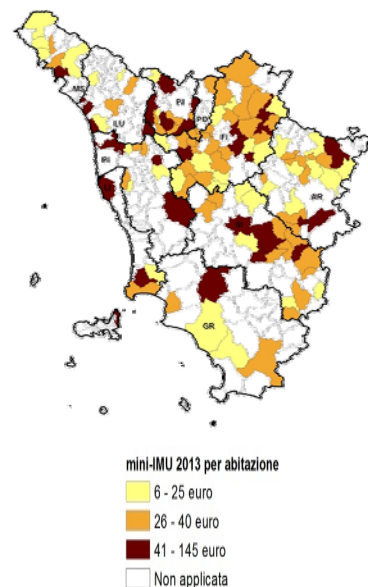 MS
LU
PT
PO
FI
PI
AR
GR
mini-IMU 2013 per abitazione
6 - 25 euro
26 - 40 euro
41 - 145 euro
Non applicata